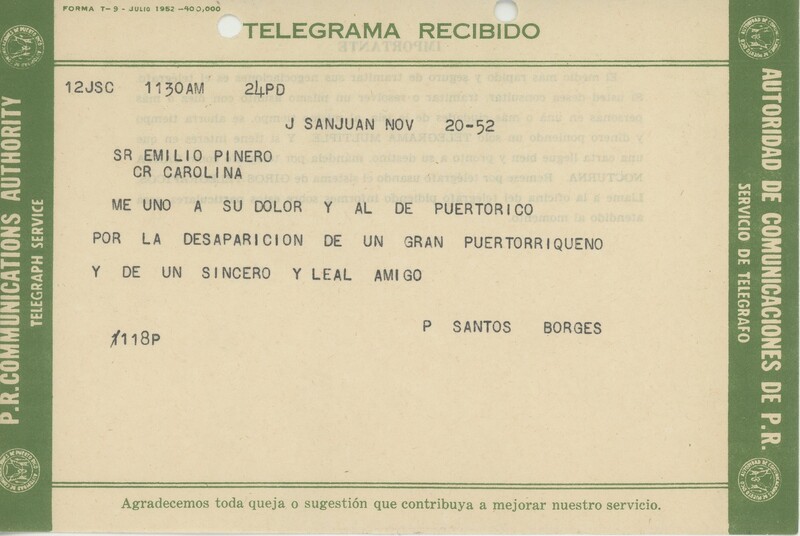 FORMA T-9 - JULIO 1952 -400,000
TELEGRAMA RECIBIDO
12JSC 1130AM 24PD
J SANJUAN NOV 20-52
SR EMILIO PINERO
CR CAROLINA
ME UNO A SU DOLOR Y AL DE PUERTORICO
POR LA DESAPARICION DE UN GRAN PUERTORRIQUENO
Y DE UN SINCERO Y LEAL AMIGO
P SANTOS BORGES
1118P
Agradecemos toda queja o sugestión que contribuya a mejorar nuestro servicio.
P.R.COMMUNICATIONS AUTHORITY
TELEGRAPH SERVICE
AUTORIDAD DE COMUNICACIONES DE P.R.
SERVICIO DE TELEGRAFO